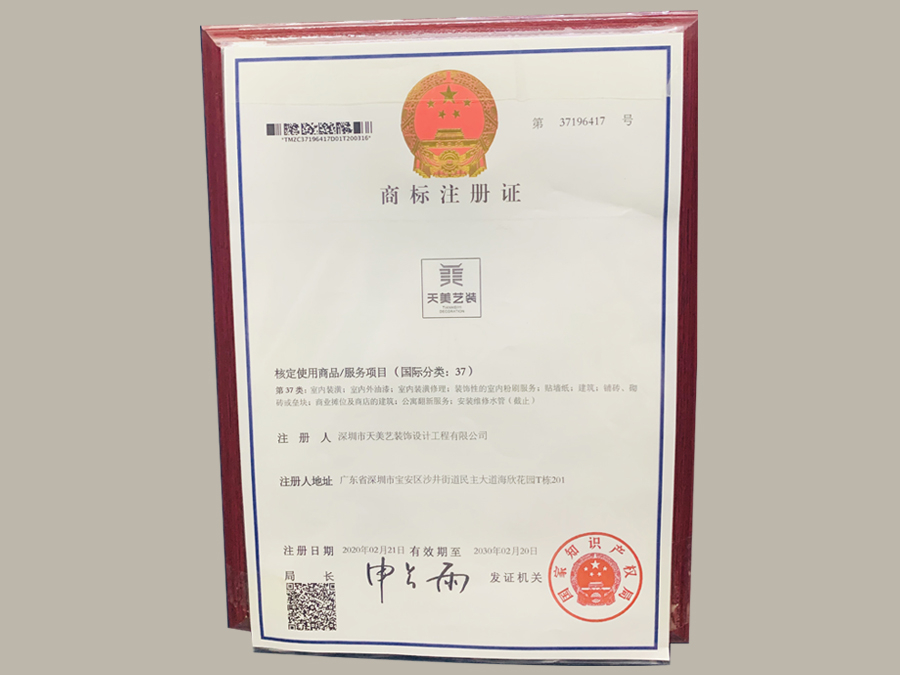 第 37196417 号
*TMZC37196417D01T200316*
商标注册证
天美艺装
TIANMEIYI
DECORATION
核定使用商品/服务项目（国际分类：37）
第 37 类：室内装潢；室内外油漆；室内装潢修理；装饰性的室内粉刷服务；贴墙纸；建筑；铺砖、砌
砖或垒块；商业摊位及商店的建筑；公寓翻新服务；安装维修水管（截止）
注 册 人 深圳市天美艺装饰设计工程有限公司
注册人地址 广东省深圳市宝安区沙井街道民主大道海欣花园T栋201
注册日期 2020年02月21日 有效期至 2030年02月20日
局 长 申长雨 发证机关
国家知识产权局